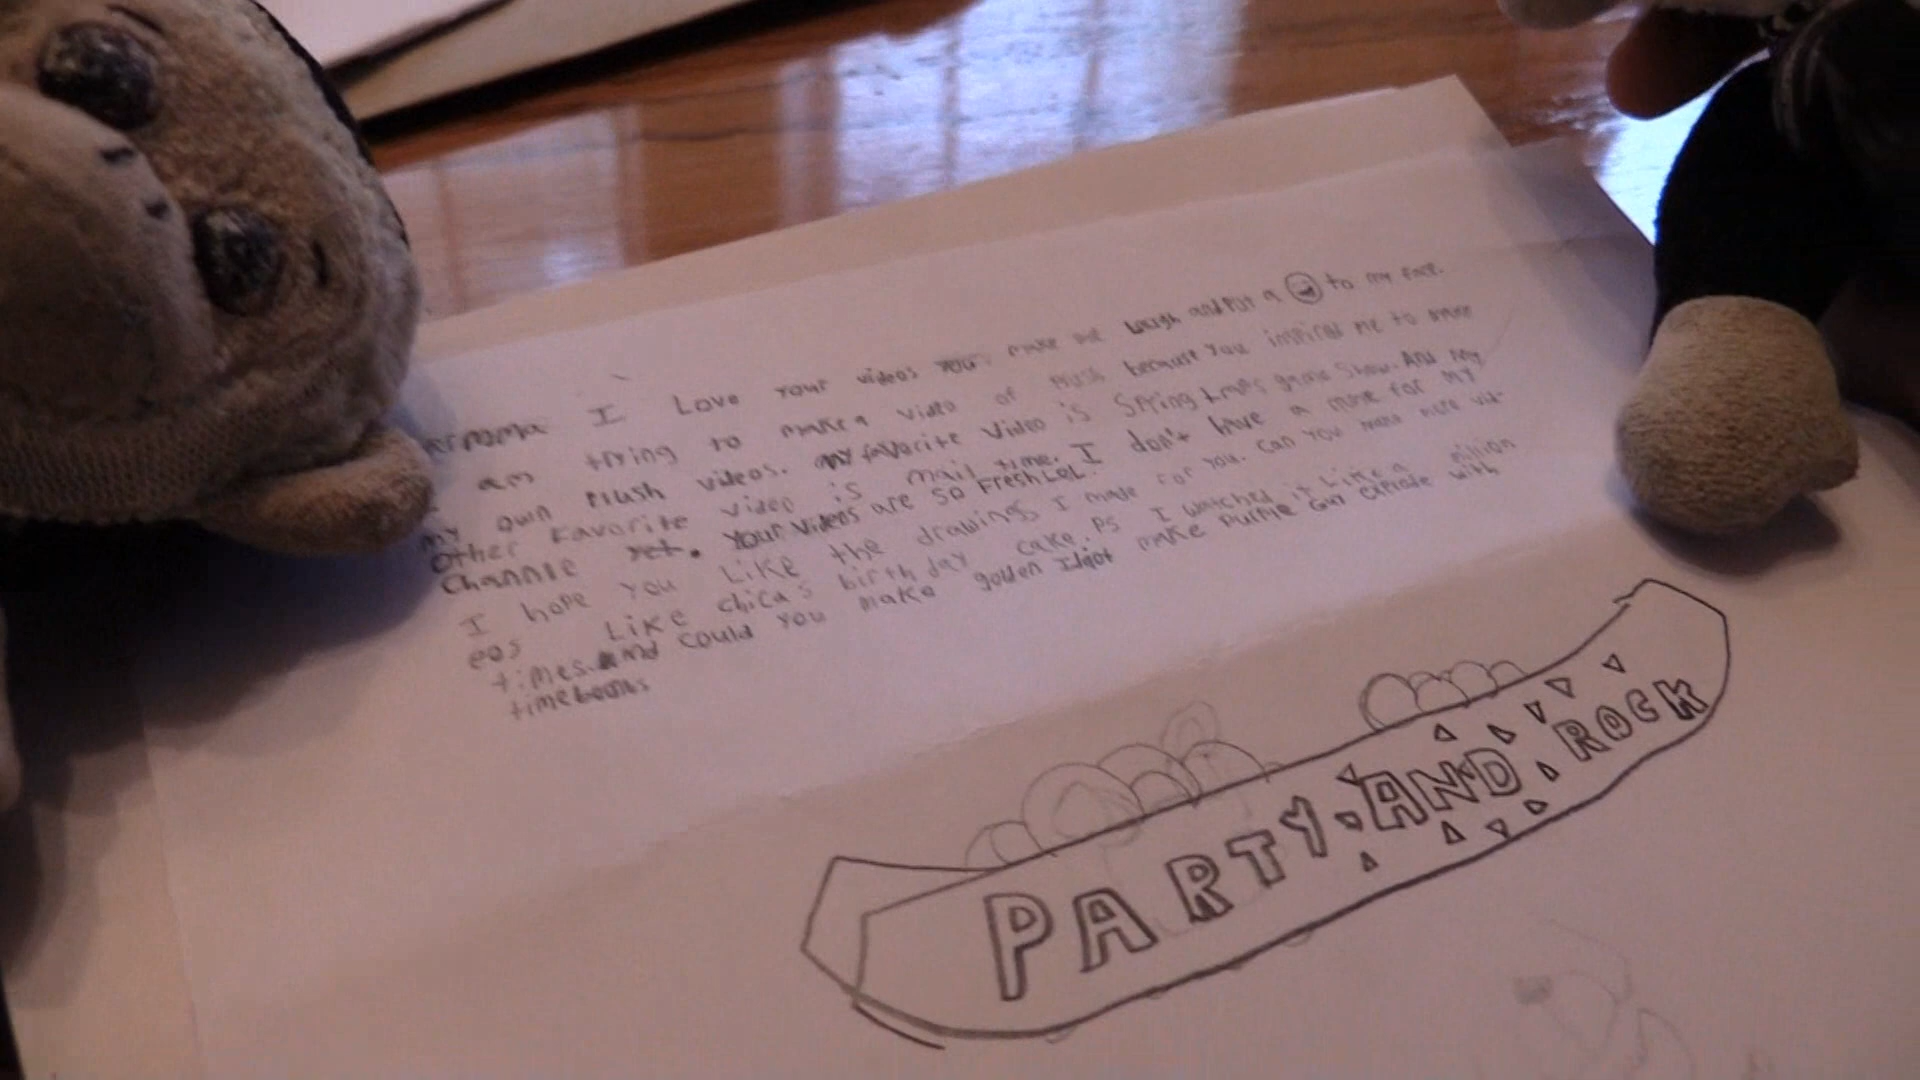 I Love your videos you make me laugh and put a to my face.
I am trying to make a video of plush because you inspired me to make
my own plush videos. my favorite video is Springtraps game show. And my
other favorite video is mail time. I don't have a name for my
channle yet. Your videos are so Fresh LOL.
I hope you like the drawings I made for you. Can you make more vid-
eos like chica's birthday cake. PS I watched it like a million
times. And could you make golden Idiot make Purple Guy explode with
timebombs
PARTY AND ROCK